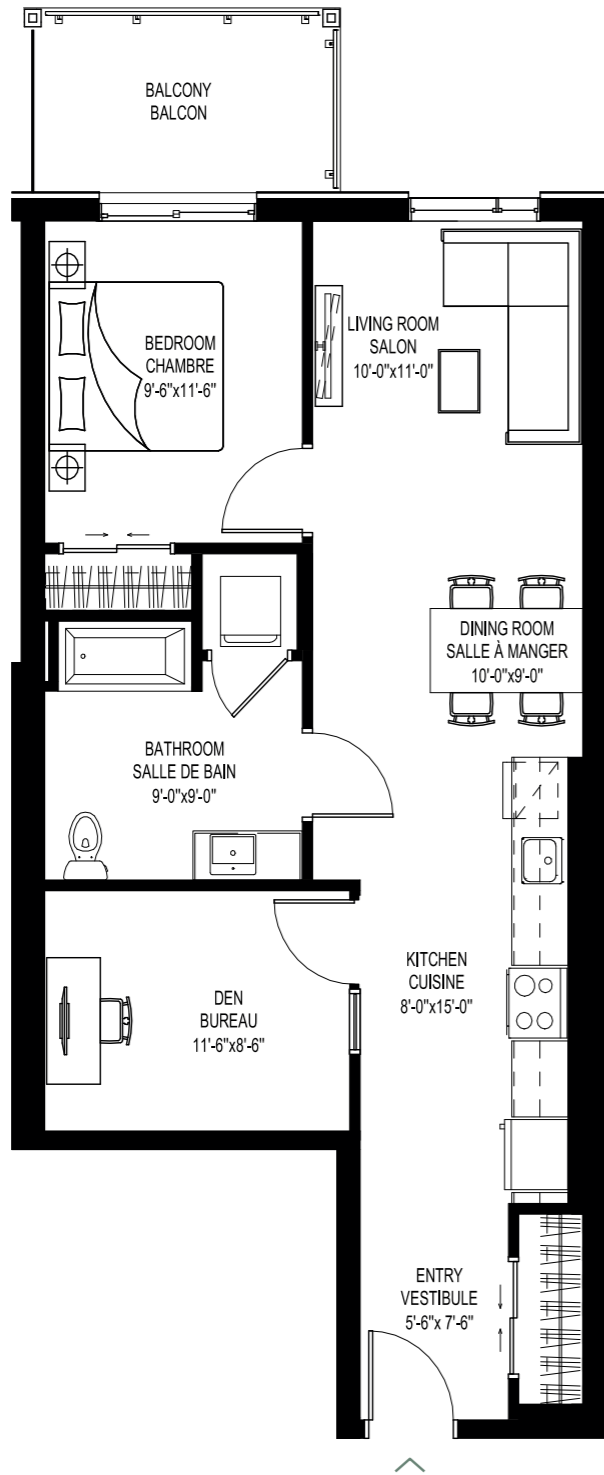 BALCONY
BALCON
BEDROOM
CHAMBRE
9'-6"x11'-6"
LIVING ROOM
SALON
10'-0"x11'-0"
DINING ROOM
SALLE À MANGER
10'-0"x9'-0"
BATHROOM
SALLE DE BAIN
9'-0"x9'-0"
KITCHEN
CUISINE
8'-0"x15'-0"
DEN
BUREAU
11'-6"x8'-6"
ENTRY
VESTIBULE
5'-6"x 7'-6"